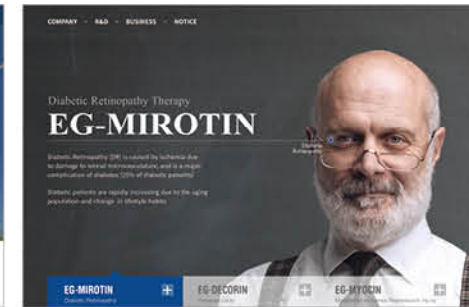 COMPANY - R&D - BUSINESS - NOTICE
Diabetic Retinopathy Therapy
EG-MIROTIN
Diabetic
Retinopathy
Diabetic Retinopathy (DR) is caused by ischemia due
to damage to retinal microvasculature, and is a major
complication of diabetes (25% of diabetic patients)
Diabetic patients are rapidly increasing due to the aging
population and change in lifestyle habits
EG-MIROTIN
Diabetic Retinopathy
EG-DECORIN
EG-MYOCIN